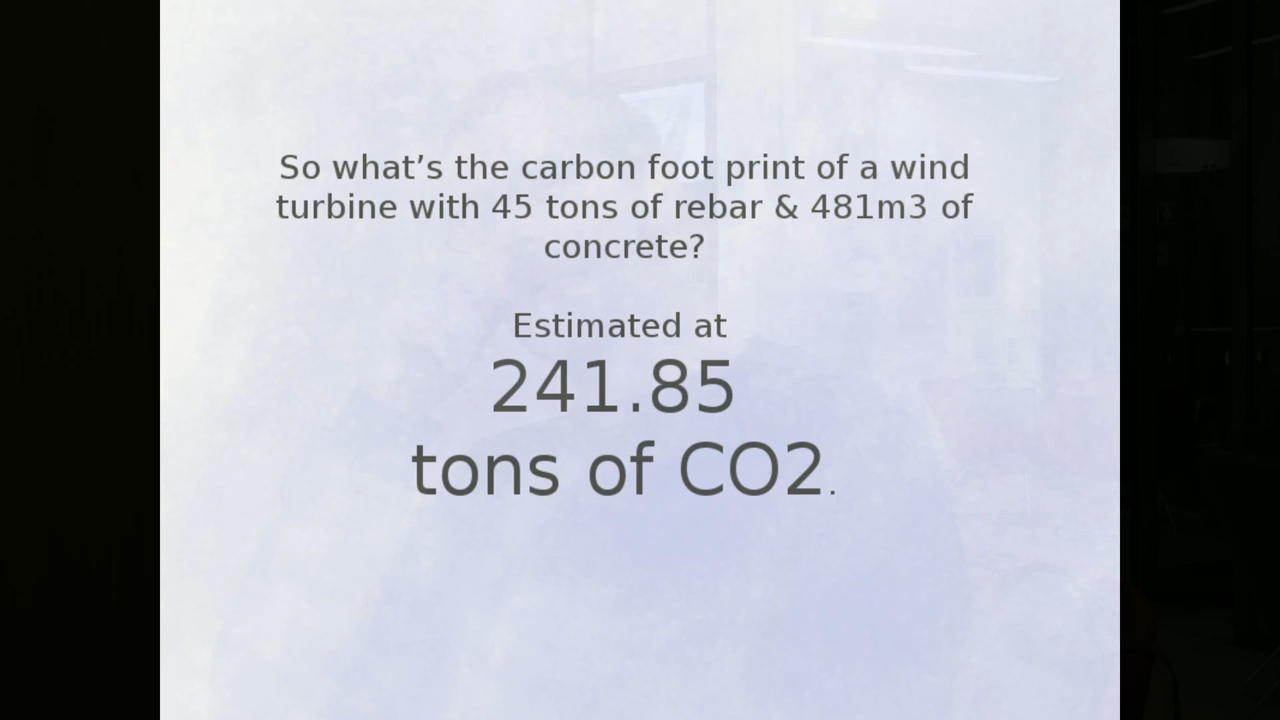 So what’s the carbon foot print of a wind
turbine with 45 tons of rebar & 481m3 of
concrete?
Estimated at
241.85
tons of CO2.